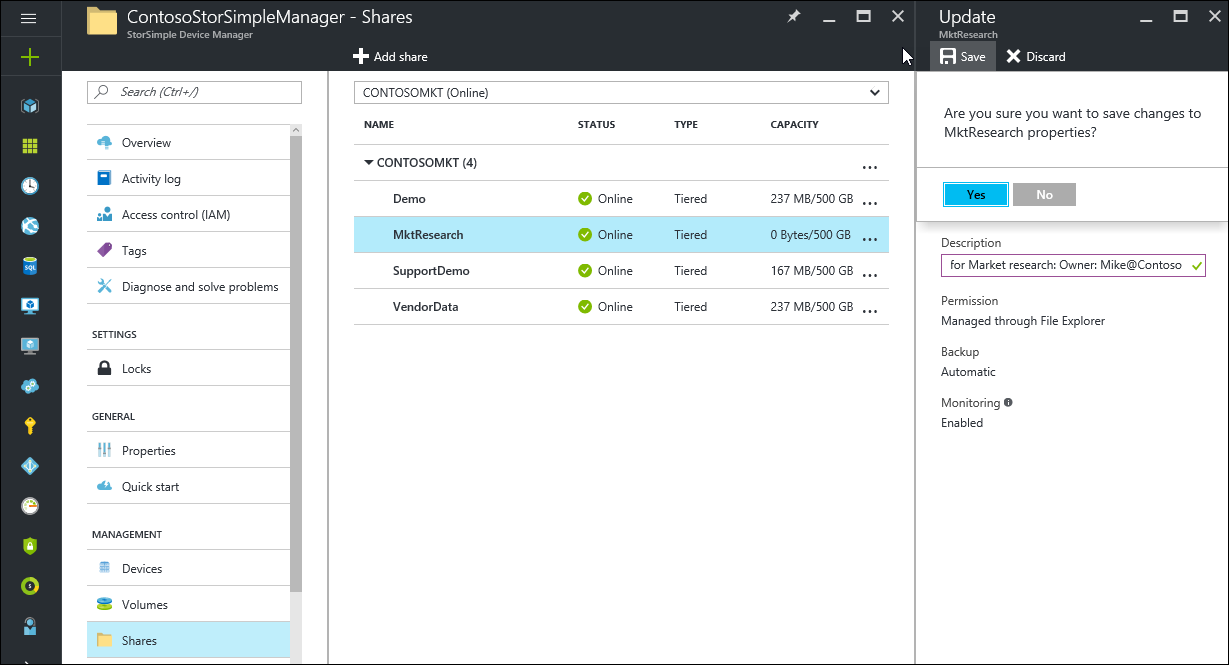 ContosoStorSimpleManager - Shares
StorSimple Device Manager
Add share
Search (Ctrl+/)
Overview
Activity log
Access control (IAM)
Tags
Diagnose and solve problems
SETTINGS
Locks
GENERAL
Properties
Quick start
MANAGEMENT
Devices
Volumes
Shares
CONTOSOMKT (Online)
NAME STATUS TYPE CAPACITY
CONTOSOMKT (4) ...
Demo Online Tiered 237 MB/500 GB ...
MktResearch Online Tiered 0 Bytes/500 GB ...
SupportDemo Online Tiered 167 MB/500 GB ...
VendorData Online Tiered 237 MB/500 GB ...
Update
MktResearch
Save Discard
Are you sure you want to save changes to
MktResearch properties?
Yes No
Description
for Market research: Owner: Mike@Contoso
Permission
Managed through File Explorer
Backup
Automatic
Monitoring
Enabled
SQL